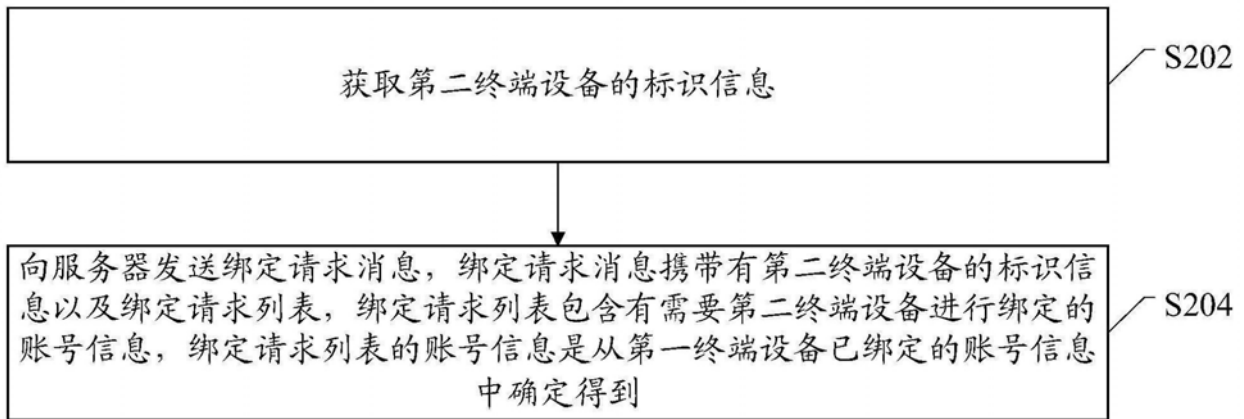 获取第二终端设备的标识信息
S202
向服务器发送绑定请求消息，绑定请求消息携带有第二终端设备的标识信
息以及绑定请求列表，绑定请求列表包含有需要第二终端设备进行绑定的
账号信息，绑定请求列表的账号信息是从第一终端设备已绑定的账号信息
中确定得到
S204